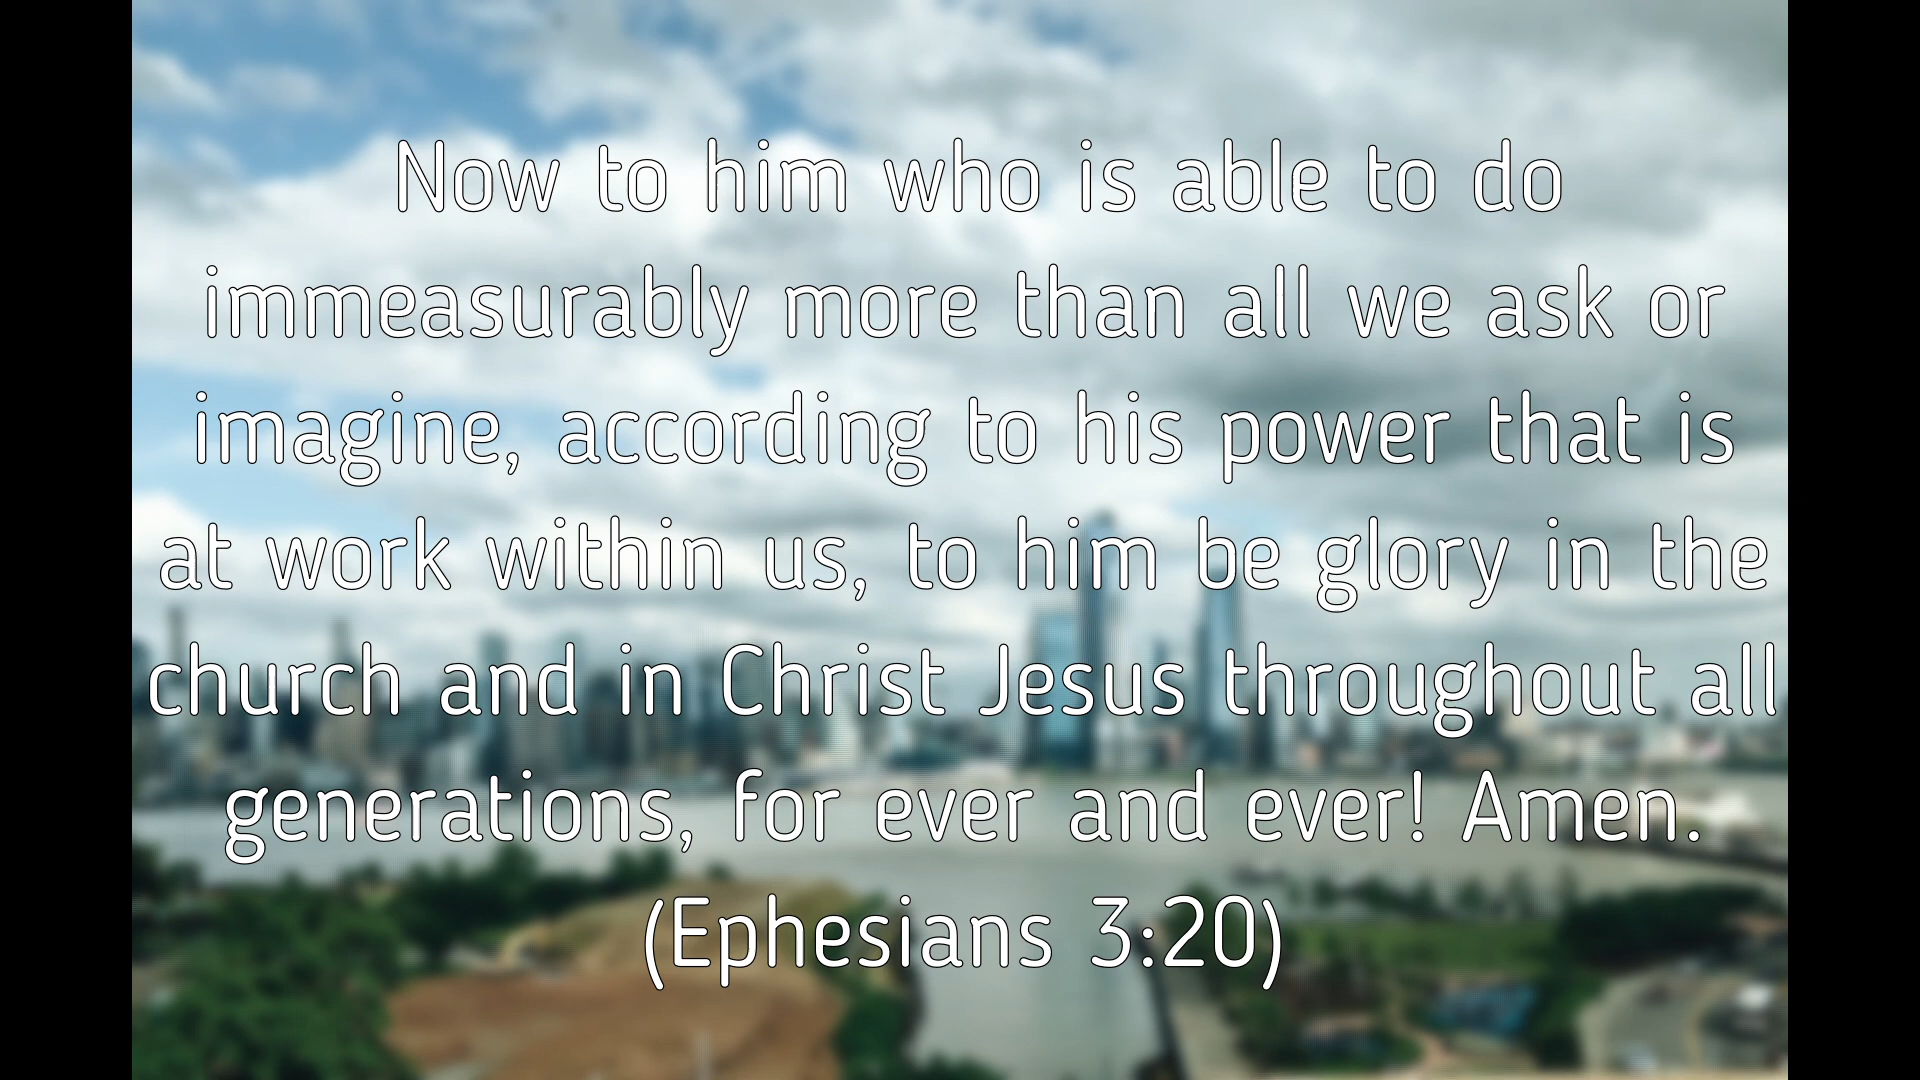 Now to him who is able to do
immeasurably more than all we ask or
imagine, according to his power that is
at work within us, to him be glory in the
church and in Christ Jesus throughout all
generations, for ever and ever! Amen.
(Ephesians 3:20)